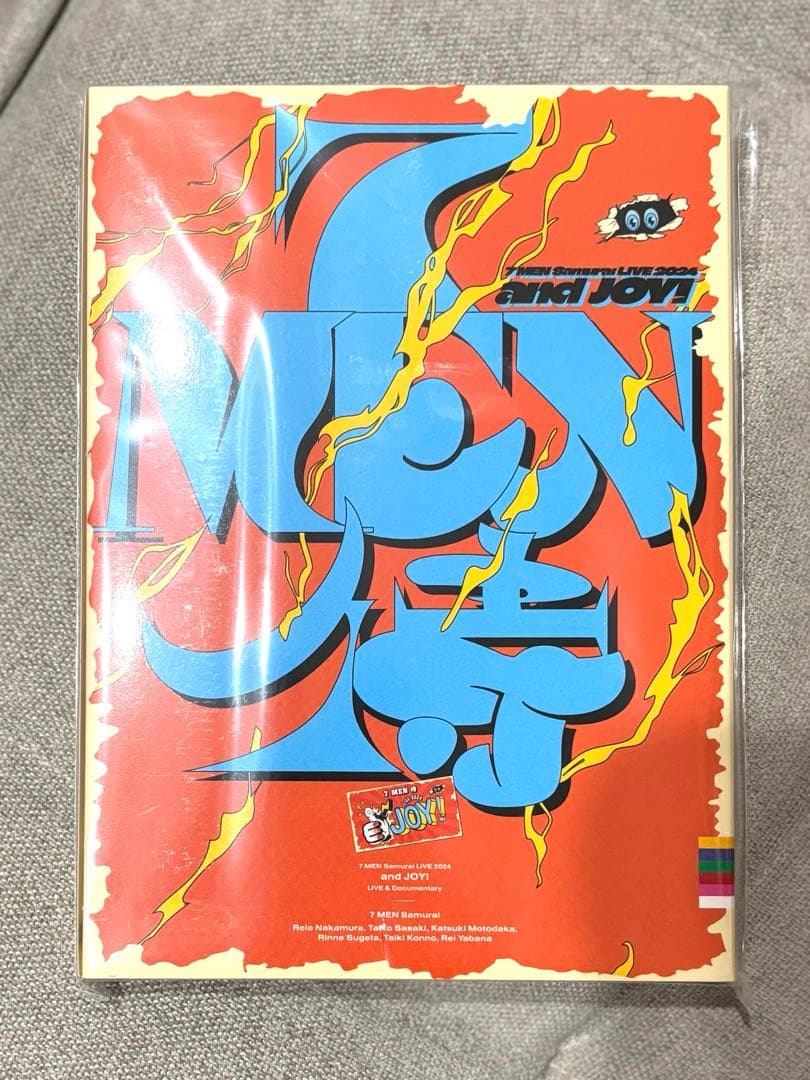 7
MEN
侍
7 MEN Samurai LIVE 2024
and JOY!
7 MEN 侍
LIVE 2024
JOY!
7 MEN Samurai LIVE 2024
and JOY!
LIVE & Documentary
7 MEN Samurai
Reia Nakamura, Taiko Sasaki, Katsuki Motodaka,
Rinne Sugeta, Taiki Konno, Rei Yabana